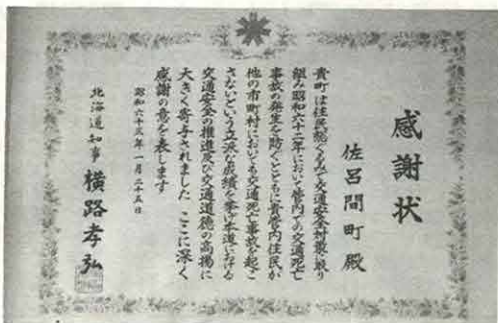 感謝状
佐呂間町殿
貴町は住民総ぐるみで交通安全対策に取り
組み昭和六十二年において管内での交通死亡
事故の発生を防ぐとともに貴管内住民が
他の市町村においても交通死亡事故を起こ
さないという立派な成績を挙げ本道における
交通安全の推進及び交通道徳の高揚に
大きく寄与されました ここに深く
感謝の意を表します
昭和六十三年一月二十五日
北海道知事 横路孝弘